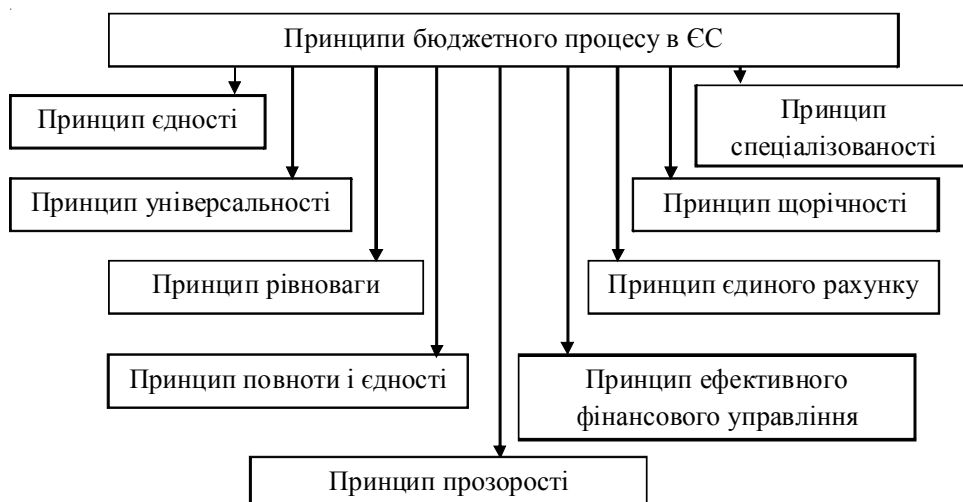 Принципи бюджетного процесу в ЄС
Принцип єдності
Принцип
спеціалізованості
Принцип універсальності
Принцип щорічності
Принцип рівноваги
Принцип єдиного рахунку
Принцип повноти і єдності
Принцип ефективного
фінансового управління
Принцип прозорості